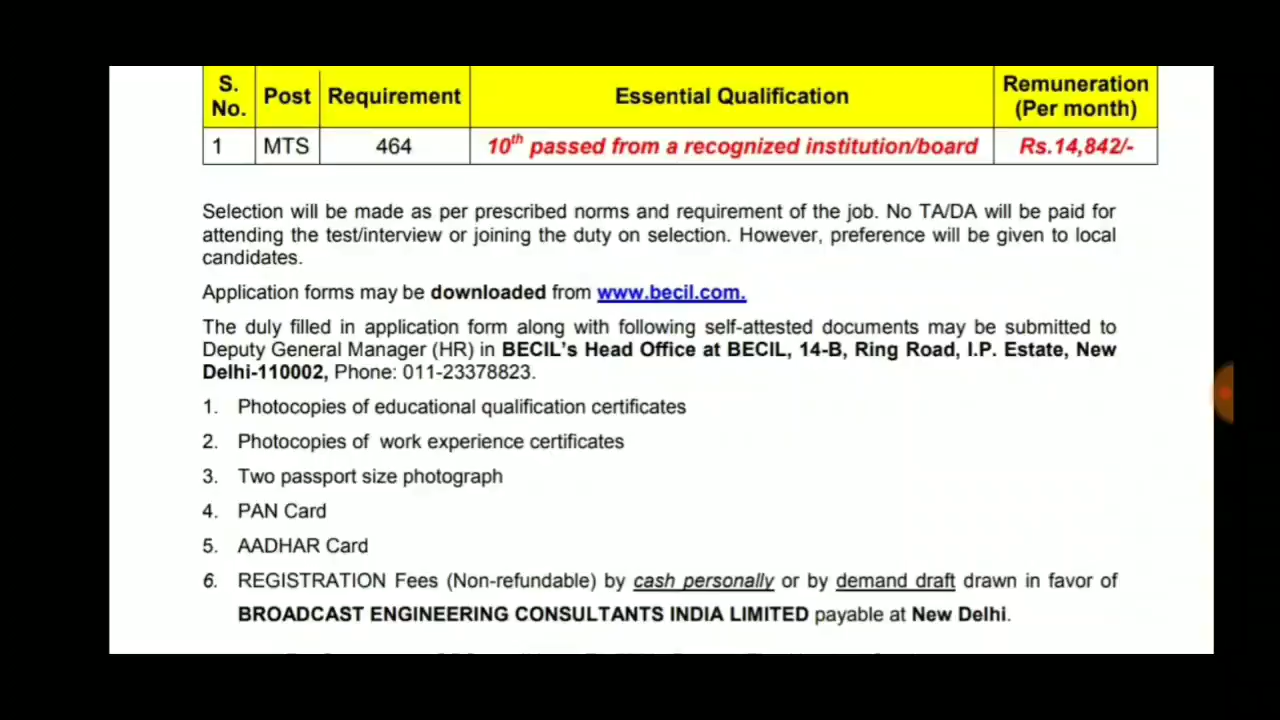 S. No. Post Requirement Essential Qualification Remuneration (Per month)
1 MTS 464 10th passed from a recognized institution/board Rs.14,842/-
Selection will be made as per prescribed norms and requirement of the job. No TA/DA will be paid for
attending the test/interview or joining the duty on selection. However, preference will be given to local
candidates.
Application forms may be downloaded from www.becil.com.
The duly filled in application form along with following self-attested documents may be submitted to
Deputy General Manager (HR) in BECIL's Head Office at BECIL, 14-B, Ring Road, I.P. Estate, New
Delhi-110002, Phone: 011-23378823.
1. Photocopies of educational qualification certificates
2. Photocopies of work experience certificates
3. Two passport size photograph
4. PAN Card
5. AADHAR Card
6. REGISTRATION Fees (Non-refundable) by cash personally or by demand draft drawn in favor of
BROADCAST ENGINEERING CONSULTANTS INDIA LIMITED payable at New Delhi.